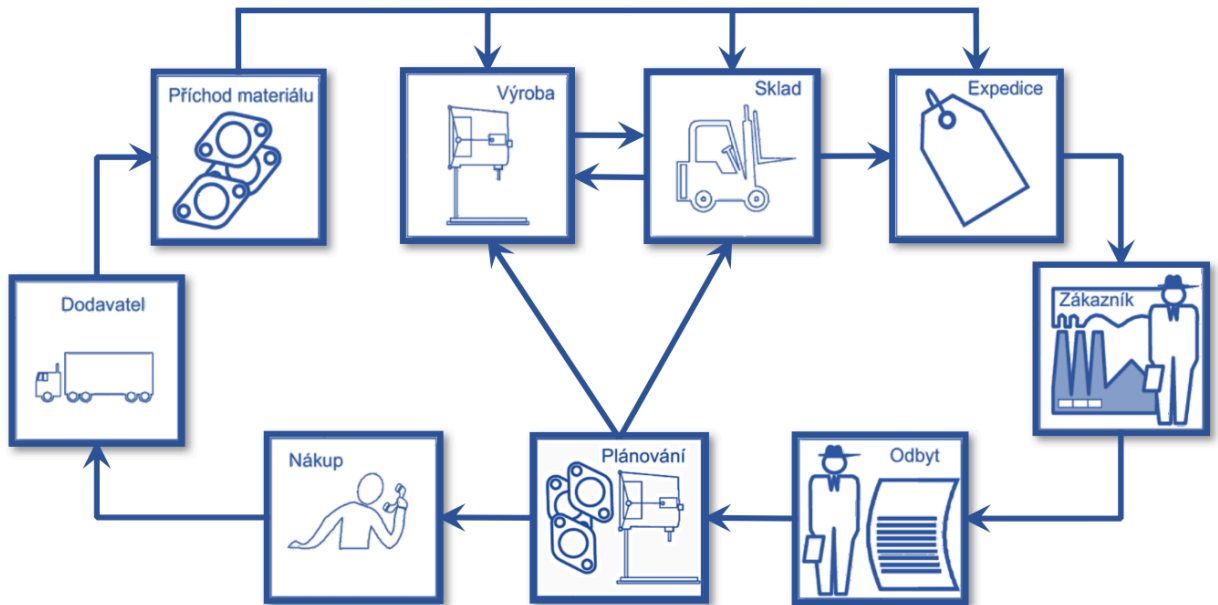 Příchod materiálu
Výroba
Sklad
Expedice
Dodavatel
Zákazník
Nákup
Plánování
Odbyt